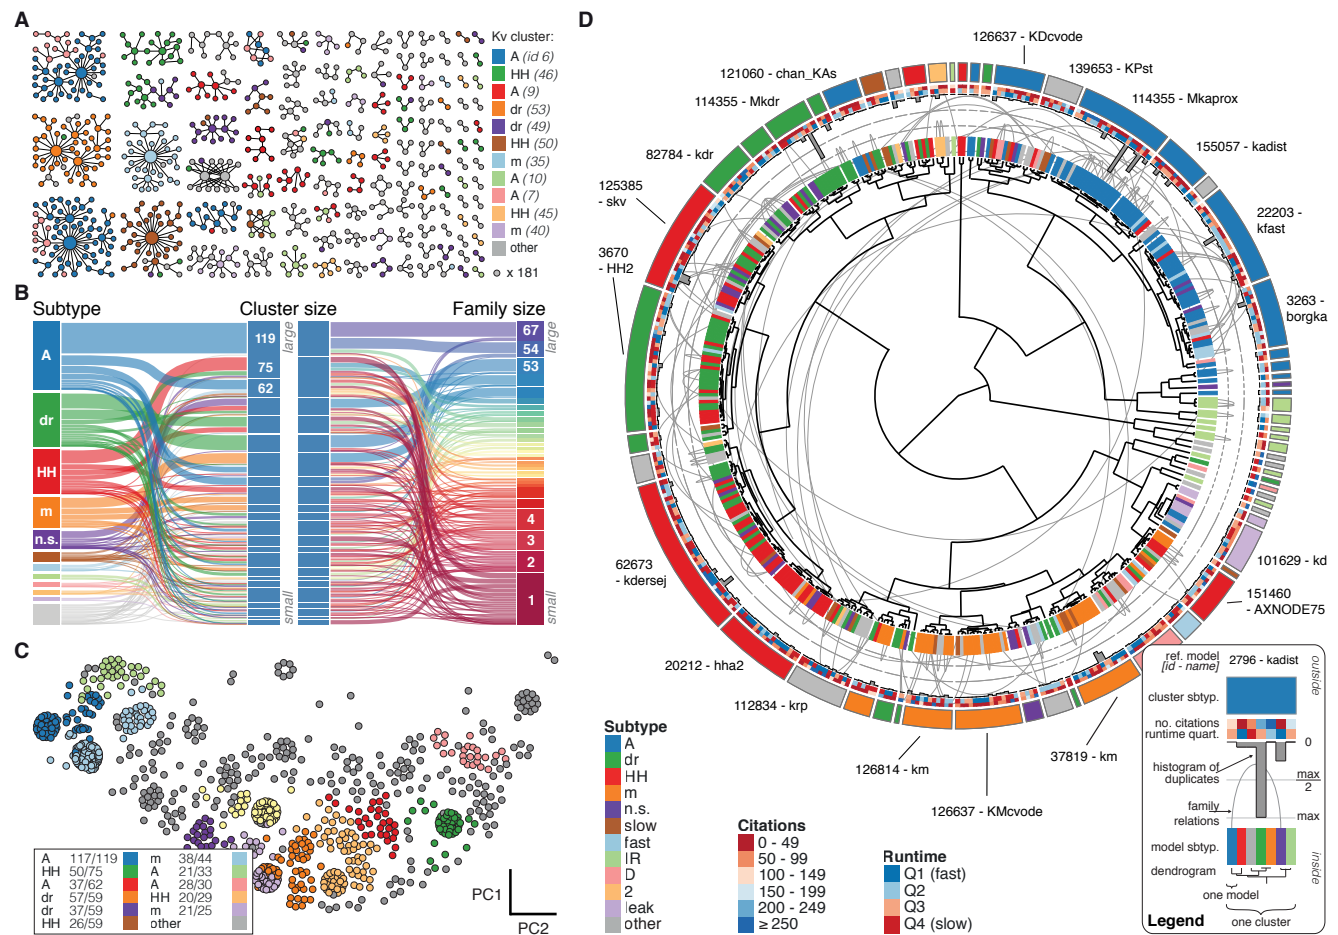 A
Kv cluster:
A (id 6)
HH (46)
A (9)
dr (53)
dr (49)
HH (50)
m (35)
A (10)
A (7)
HH (45)
m (40)
other
x 181
B
Subtype
Cluster size
Family size
A
dr
HH
m
n.s.
119
75
62
large
small
67
54
53
4
3
2
1
large
small
C
A 117/119
HH 50/75
A 37/62
dr 57/59
dr 37/59
HH 26/59
m 38/44
A 21/33
A 28/30
HH 20/29
m 21/25
other
PC1
PC2
D
126637 - KDcvode
139653 - KPst
114355 - Mkaprox
155057 - kadist
22203 -
kfast
3263 -
borgka
101629 - kd
151460
- AXNODE75
37819 - km
126637 - KMcvode
126814 - km
112834 - krp
20212 - hha2
62673
- kdersej
3670
- HH2
125385
- skv
82784 - kdr
114355 - Mkdr
121060 - chan_KAs
Subtype
A
dr
HH
m
n.s.
slow
fast
IR
D
2
leak
other
Citations
0 - 49
50 - 99
100 - 149
150 - 199
200 - 249
≥ 250
Runtime
Q1 (fast)
Q2
Q3
Q4 (slow)
ref. model
[id - name]
2796 - kadist
outside
cluster sbtyp.
no. citations
runtime quart.
0
histogram of
duplicates
max
2
family
relations
max
model sbtyp.
inside
dendrogram
one model
Legend
one cluster